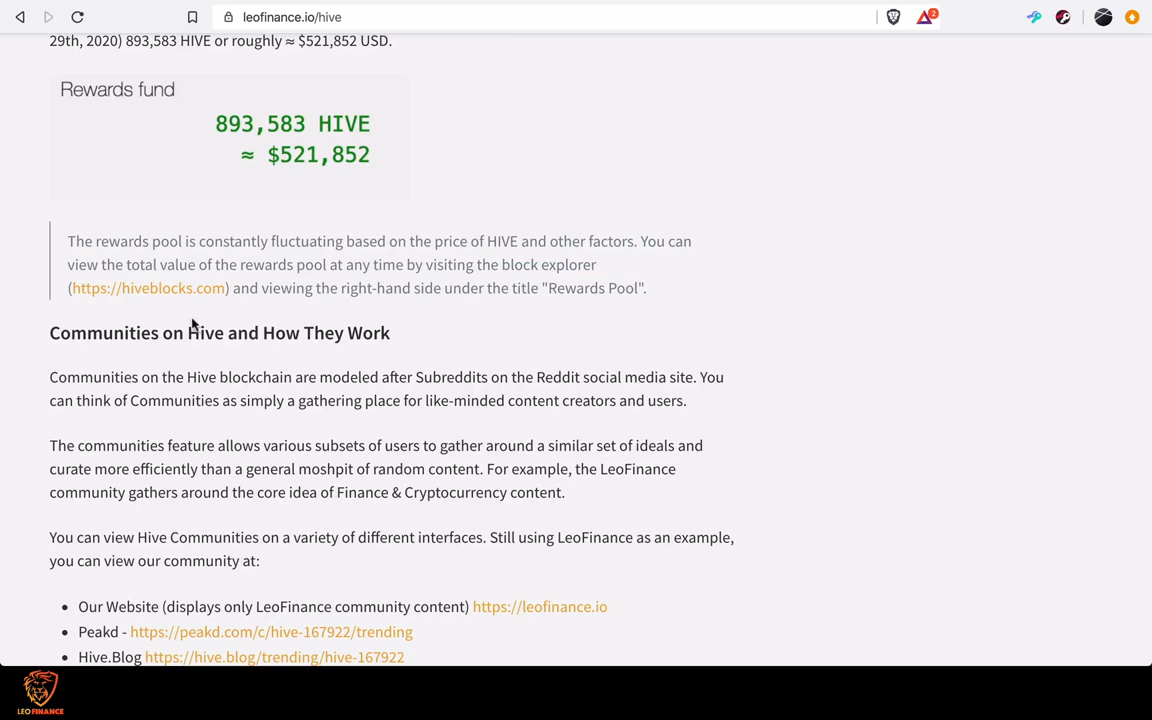 leofinance.io/hive
2
29th, 2020) 893,583 HIVE or roughly ≈ $521,852 USD.
Rewards fund
893,583 HIVE
≈ $521,852
The rewards pool is constantly fluctuating based on the price of HIVE and other factors. You can
view the total value of the rewards pool at any time by visiting the block explorer
(https://hiveblocks.com) and viewing the right-hand side under the title "Rewards Pool".
Communities on Hive and How They Work
Communities on the Hive blockchain are modeled after Subreddits on the Reddit social media site. You
can think of Communities as simply a gathering place for like-minded content creators and users.
The communities feature allows various subsets of users to gather around a similar set of ideals and
curate more efficiently than a general moshpit of random content. For example, the LeoFinance
community gathers around the core idea of Finance & Cryptocurrency content.
You can view Hive Communities on a variety of different interfaces. Still using LeoFinance as an example,
you can view our community at:
• Our Website (displays only LeoFinance community content) https://leofinance.io
• Peakd - https://peakd.com/c/hive-167922/trending
• Hive.Blog https://hive.blog/trending/hive-167922
LEOFINANCE